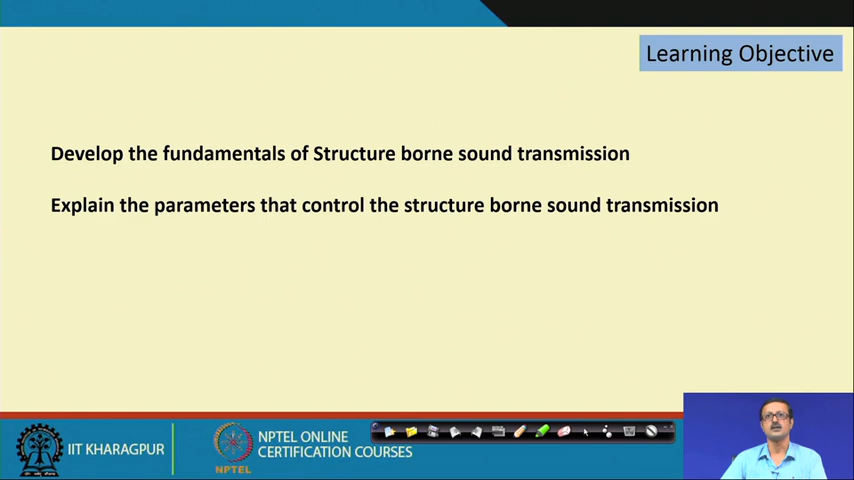 Learning Objective
Develop the fundamentals of Structure borne sound transmission
Explain the parameters that control the structure borne sound transmission
IIT KHARAGPUR
NPTEL
NPTEL ONLINE
CERTIFICATION COURSES